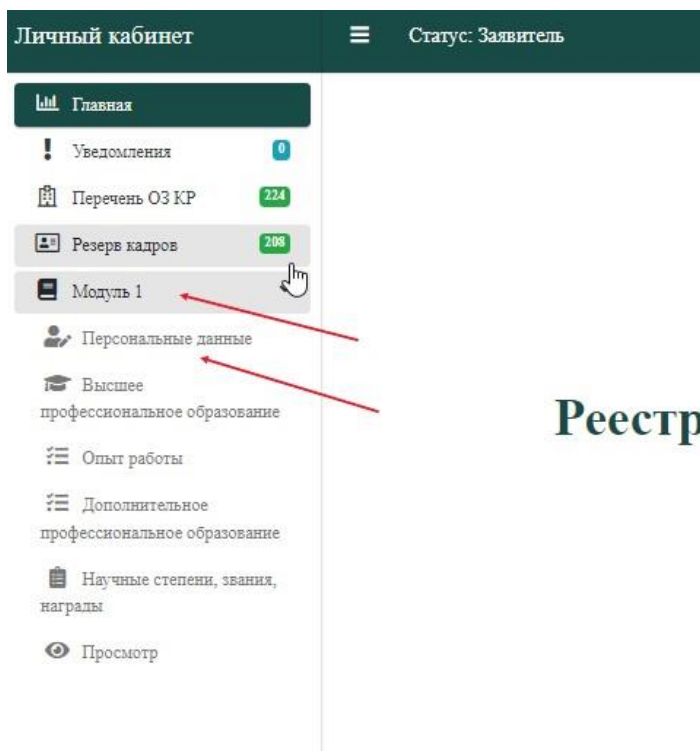 Личный кабинет
Статус: Заявитель
Главная
Уведомления 0
Перечень ОЗ КР 224
Резерв кадров 208
Модуль 1
Персональные данные
Высшее
профессиональное образование
Опыт работы
Дополнительное
профессиональное образование
Научные степени, звания,
награды
Просмотр
Реестр